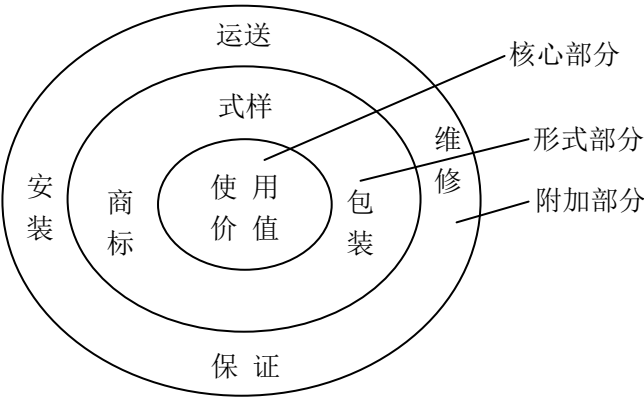 运送
核心部分
式样
维修
形式部分
安装
商标
使用
价值
包装
附加部分
保证